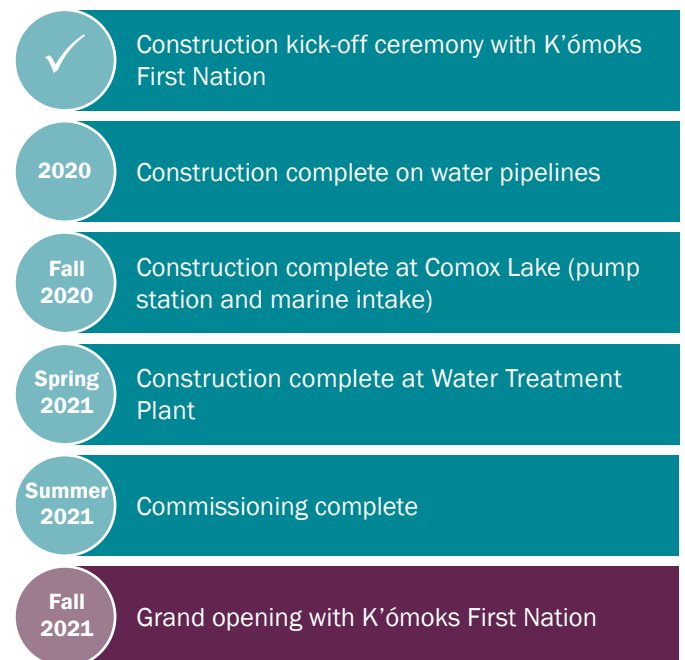 ✓
Construction kick-off ceremony with K’ómoks
First Nation
2020
Construction complete on water pipelines
Fall
2020
Construction complete at Comox Lake (pump
station and marine intake)
Spring
2021
Construction complete at Water Treatment
Plant
Summer
2021
Commissioning complete
Fall
2021
Grand opening with K’ómoks First Nation